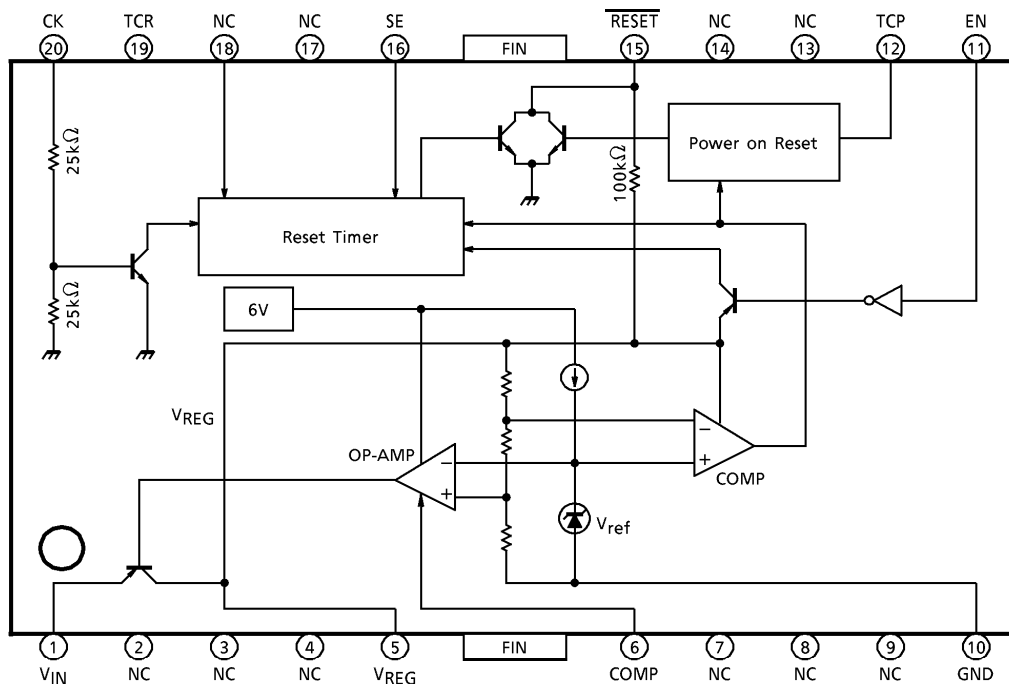 CK TCR NC NC SE RESET NC NC TCP EN
20 19 18 17 16 FIN 15 14 13 12 11
25kΩ
100kΩ
Power on Reset
Reset Timer
25kΩ
6V
VREG
OP-AMP
−
+
−
+
COMP
Vref
1 2 3 4 5 FIN 6 7 8 9 10
VIN NC NC NC VREG COMP NC NC NC GND